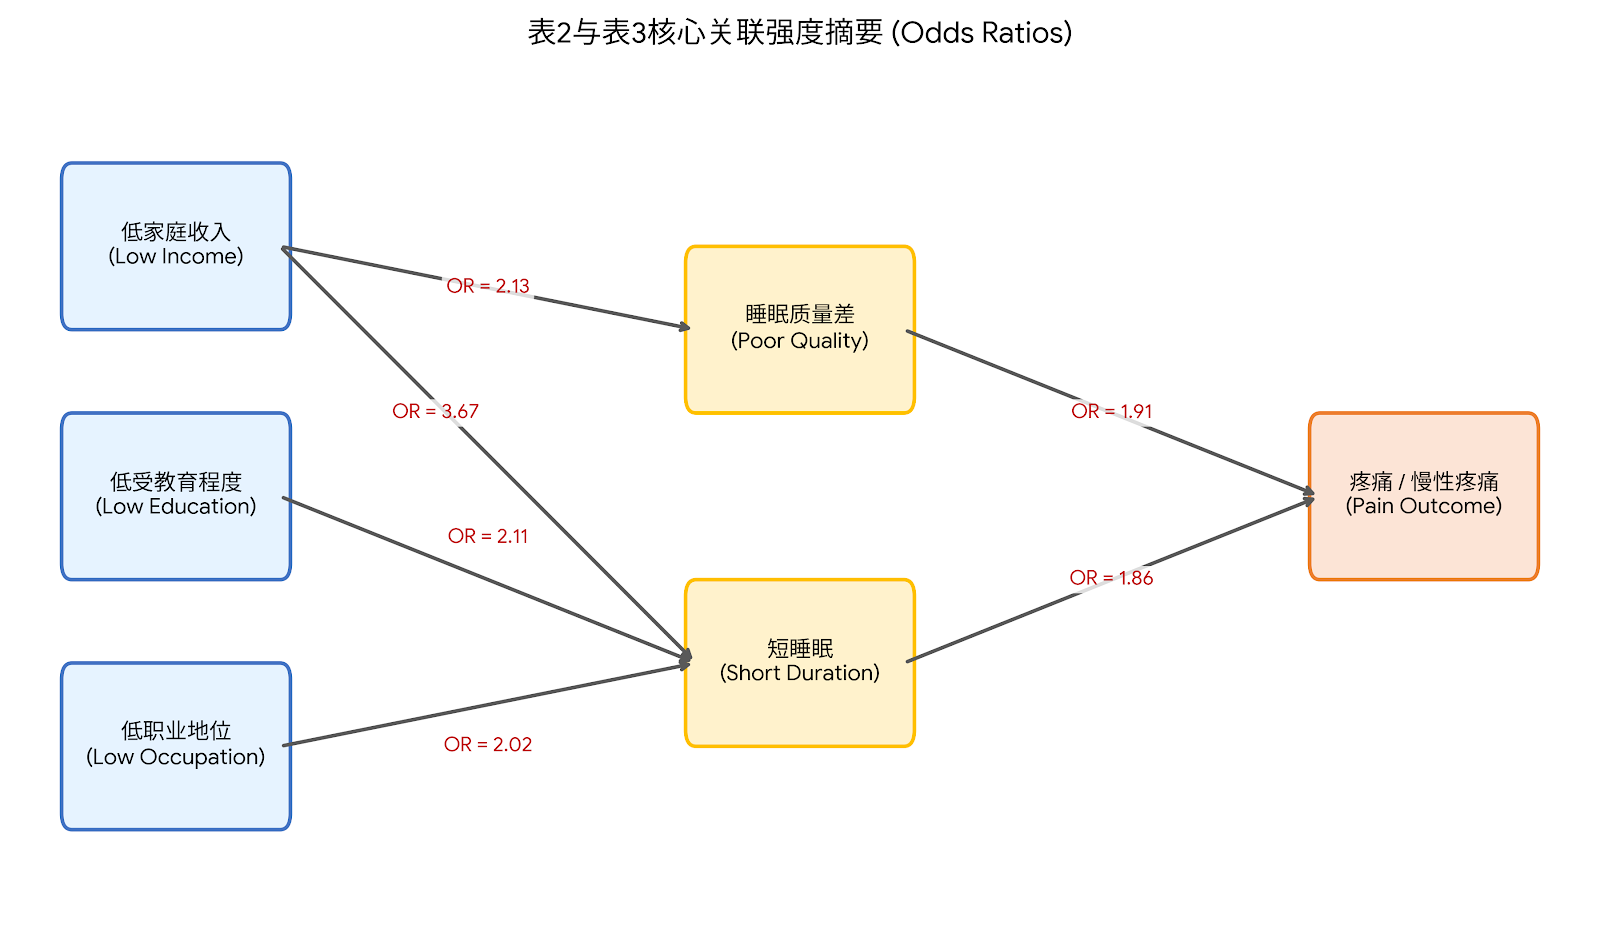 表2与表3核心关联强度摘要 (Odds Ratios)
低家庭收入
(Low Income)
OR = 2.13
睡眠质量差
(Poor Quality)
OR = 3.67
OR = 1.91
低受教育程度
(Low Education)
疼痛 / 慢性疼痛
(Pain Outcome)
OR = 2.11
OR = 1.86
短睡眠
(Short Duration)
低职业地位
(Low Occupation)
OR = 2.02